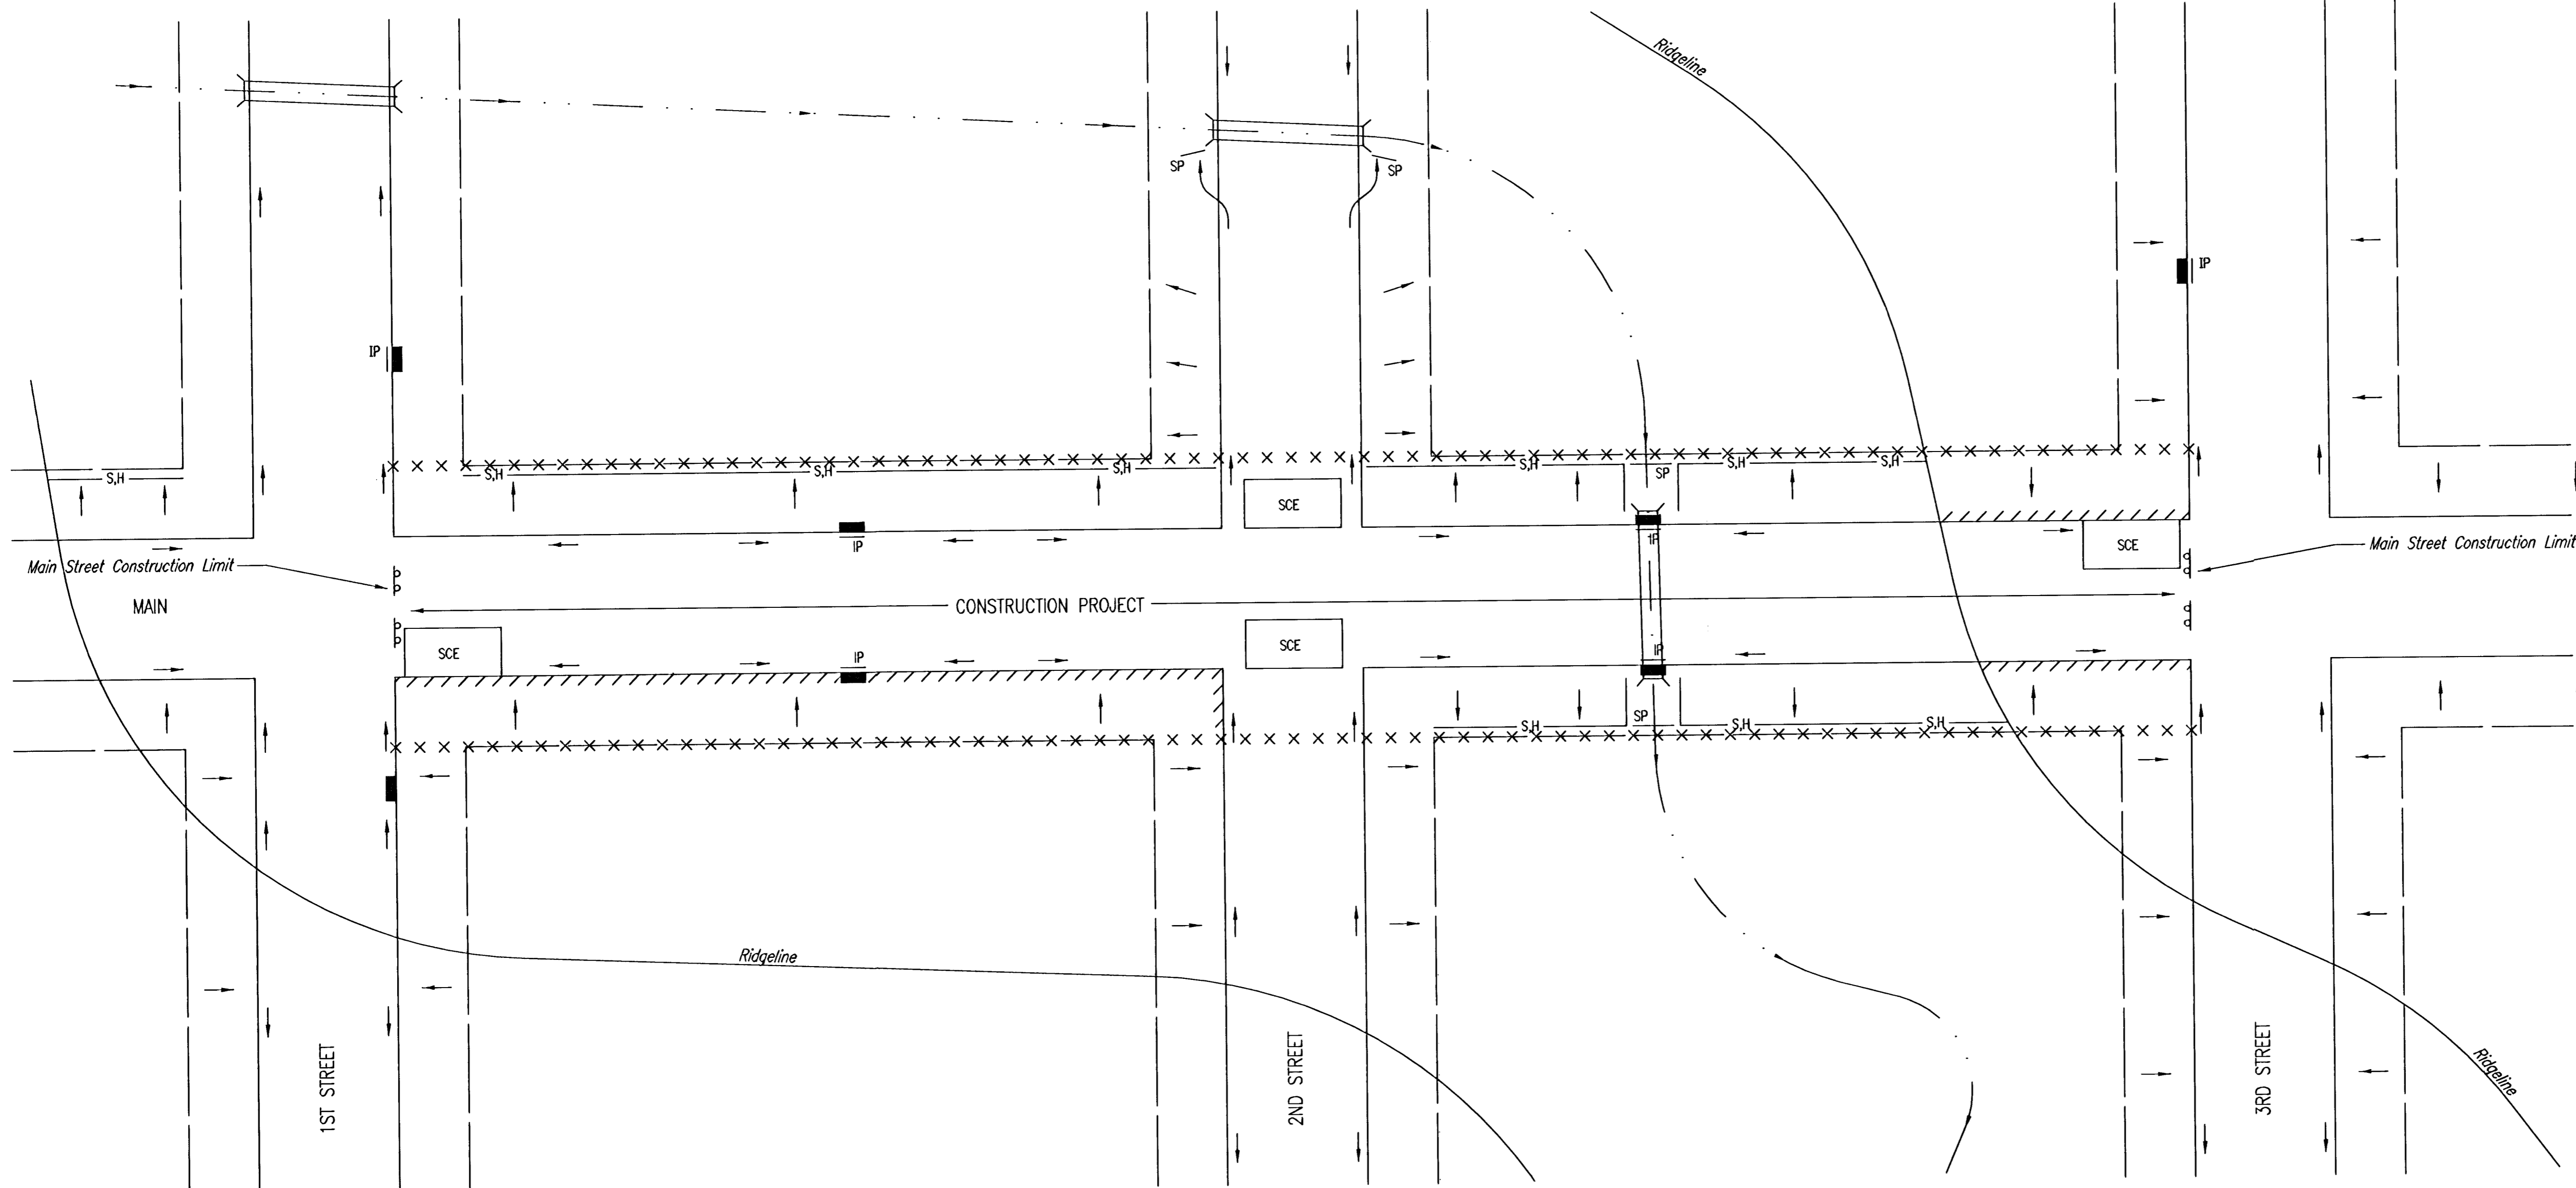 Ridgeline
SP
SP
IP
IP
S,H
S,H
S,H
S,H
S,H
SP
S,H
S,H
SCE
IP
IP
SCE
Main Street Construction Limit
Main Street Construction Limit
MAIN
CONSTRUCTION PROJECT
SCE
SCE
IP
IP
S,H
SP
S,H
S,H
Ridgeline
1ST STREET
2ND STREET
3RD STREET
Ridgeline